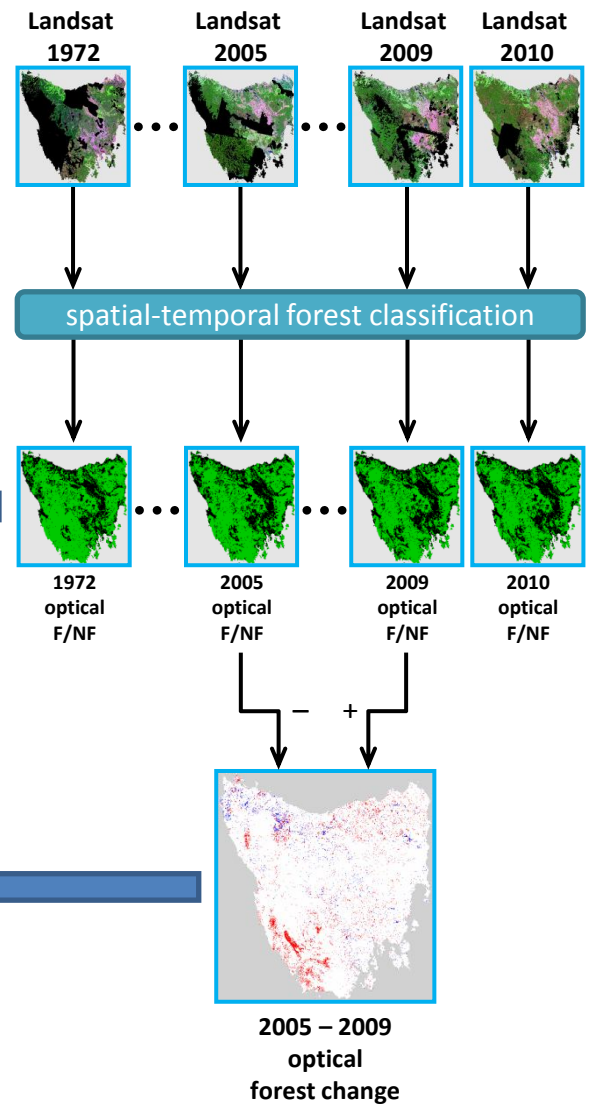 Landsat 1972
Landsat 2005
Landsat 2009
Landsat 2010
spatial-temporal forest classification
1972
optical
F/NF
2005
optical
F/NF
2009
optical
F/NF
2010
optical
F/NF
− +
2005 – 2009
optical
forest change